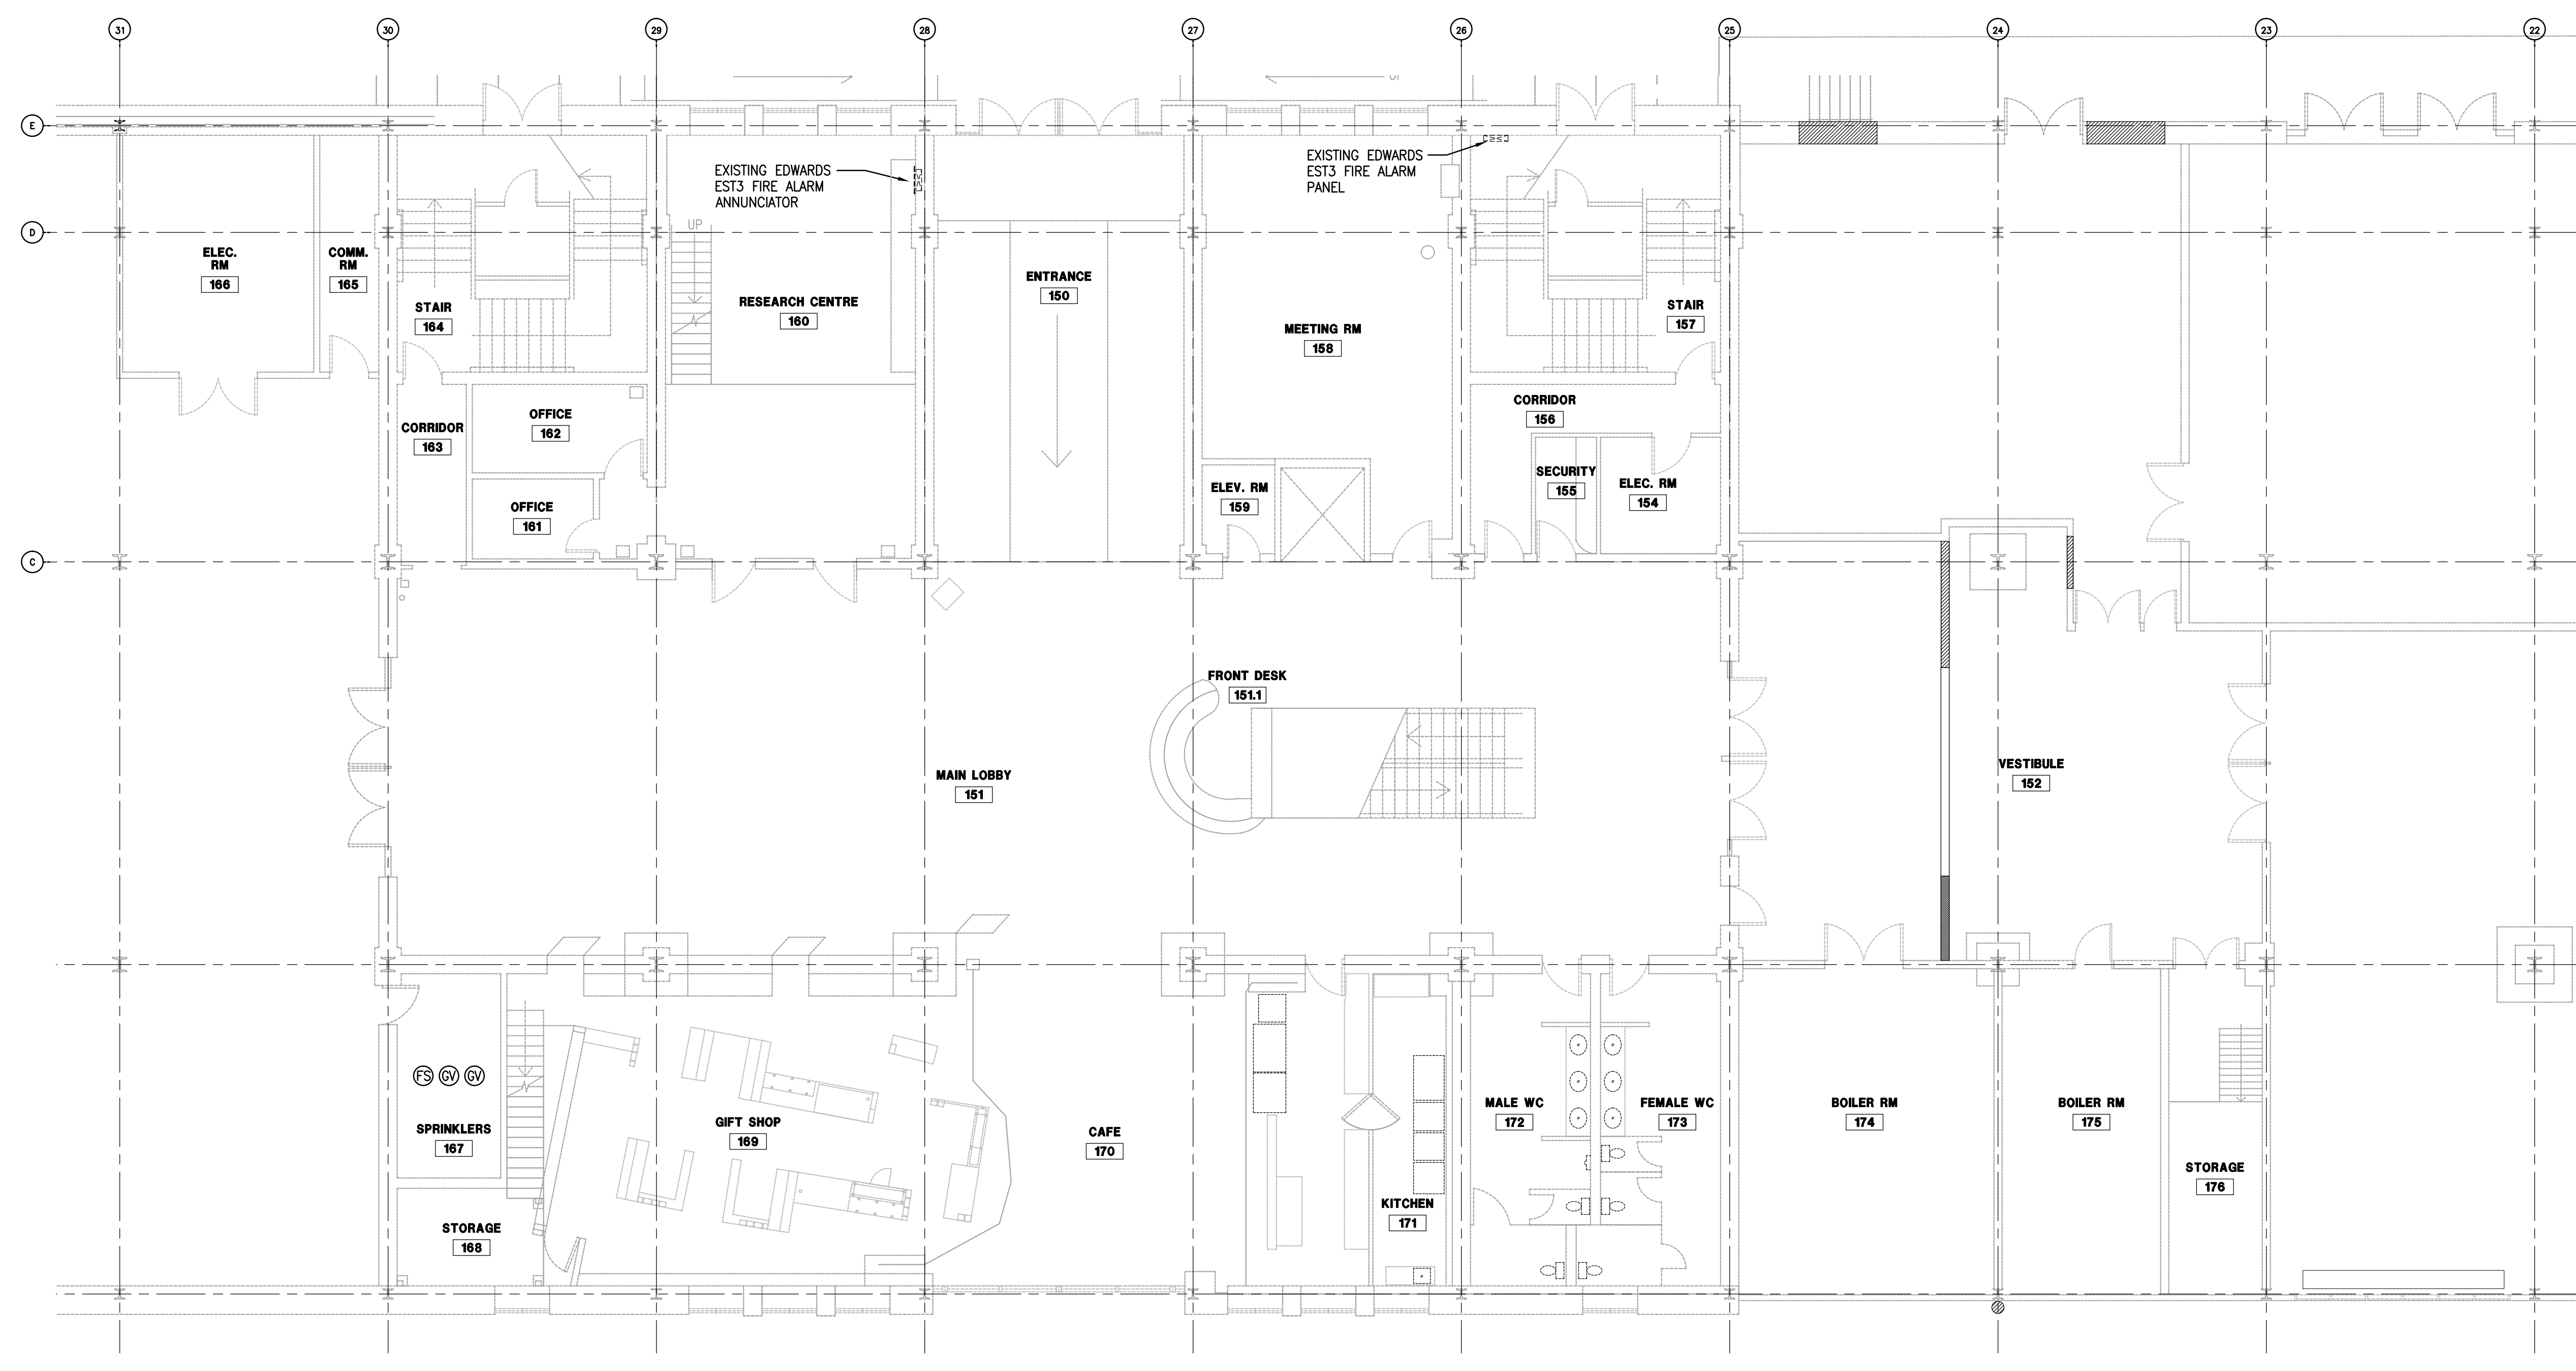 31
30
29
28
27
26
25
24
23
22
E
D
C
EXISTING EDWARDS
EST3 FIRE ALARM
ANNUNCIATOR
EXISTING EDWARDS
EST3 FIRE ALARM
PANEL
UP
ELEC.
RM
166
COMM.
RM
165
STAIR
164
RESEARCH CENTRE
160
ENTRANCE
150
MEETING RM
158
STAIR
157
CORRIDOR
163
OFFICE
162
OFFICE
161
CORRIDOR
156
SECURITY
155
ELEC. RM
154
ELEV. RM
159
FRONT DESK
151.1
MAIN LOBBY
151
VESTIBULE
152
FS
GV
GV
SPRINKLERS
167
STORAGE
168
GIFT SHOP
169
CAFE
170
KITCHEN
171
MALE WC
172
FEMALE WC
173
BOILER RM
174
BOILER RM
175
STORAGE
176